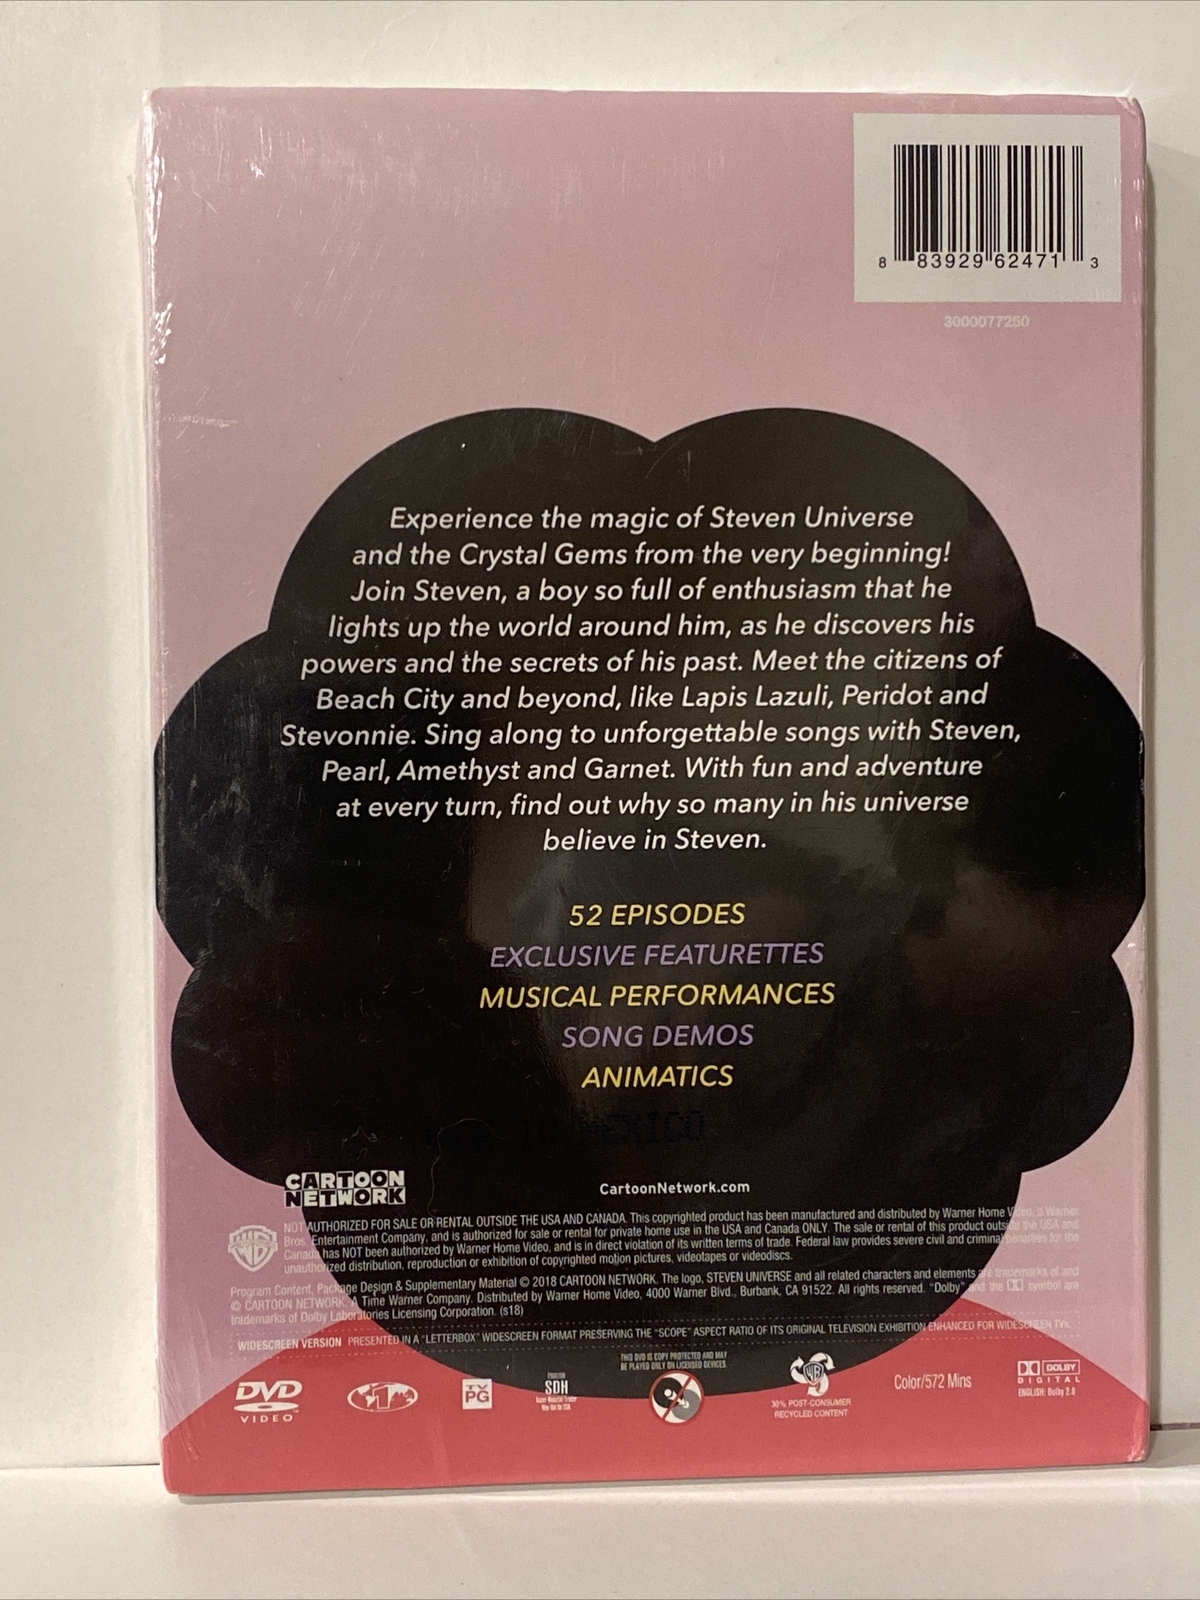 8 83929 62471 3
3000077250
Experience the magic of Steven Universe
and the Crystal Gems from the very beginning!
Join Steven, a boy so full of enthusiasm that he
lights up the world around him, as he discovers his
powers and the secrets of his past. Meet the citizens of
Beach City and beyond, like Lapis Lazuli, Peridot and
Stevonnie. Sing along to unforgettable songs with Steven,
Pearl, Amethyst and Garnet. With fun and adventure
at every turn, find out why so many in his universe
believe in Steven.
52 EPISODES
EXCLUSIVE FEATURETTES
MUSICAL PERFORMANCES
SONG DEMOS
ANIMATICS
MEXICO
CARTOON
NETWORK
CartoonNetwork.com
NOT AUTHORIZED FOR SALE OR RENTAL OUTSIDE THE USA AND CANADA. This copyrighted product has been manufactured and distributed by Warner Home Video, a Warner
Bros. Entertainment Company, and is authorized for sale or rental for private home use in the USA and Canada ONLY. The sale or rental of this product outside the USA and
Canada has NOT been authorized by Warner Home Video, and is in direct violation of its written terms of trade. Federal law provides severe civil and criminal penalties for the
unauthorized distribution, reproduction or exhibition of copyrighted motion pictures, videotapes or videodiscs.
Program Content, Package Design & Supplementary Material © 2018 CARTOON NETWORK. The logo, STEVEN UNIVERSE and all related characters and elements are trademarks of and
© CARTOON NETWORK. A Time Warner Company. Distributed by Warner Home Video, 4000 Warner Blvd., Burbank, CA 91522. All rights reserved. "Dolby" and the symbol are
trademarks of Dolby Laboratories Licensing Corporation. (s18)
WIDESCREEN VERSION PRESENTED IN A "LETTERBOX" WIDESCREEN FORMAT PRESERVING THE "SCOPE" ASPECT RATIO OF ITS ORIGINAL TELEVISION EXHIBITION. ENHANCED FOR WIDESCREEN TVs.
THIS DVD IS COPY PROTECTED AND MAY
BE PLAYED ONLY ON LICENSED DEVICES.
DVD
VIDEO
1
TV
PG
ENGLISH
SDH
30% POST-CONSUMER
RECYCLED CONTENT
Color/572 Mins
DOLBY
DIGITAL
ENGLISH: Dolby 2.0